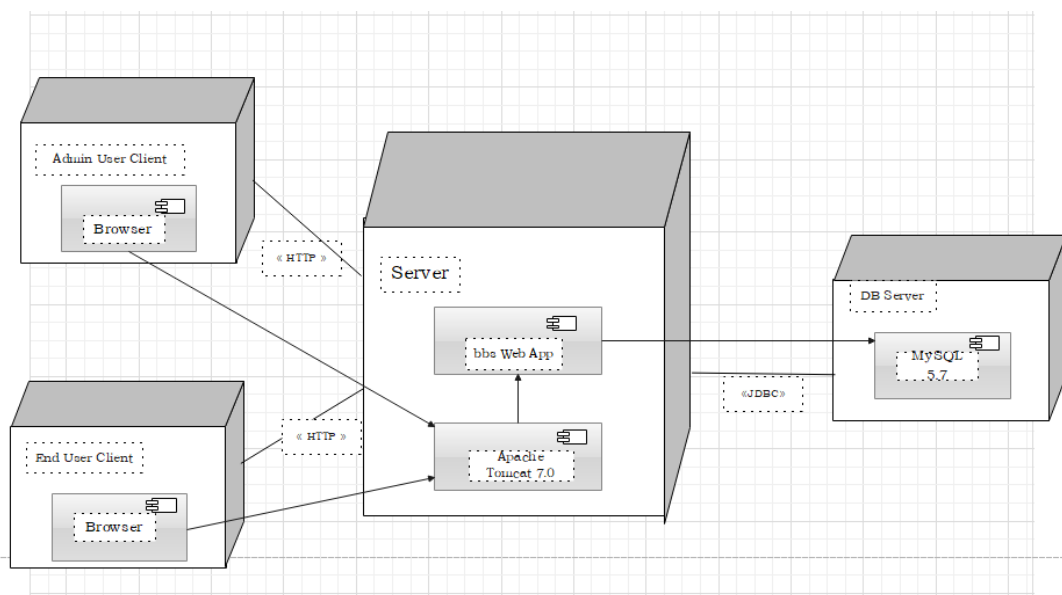 Admin User Client
Browser
« HTTP »
Server
bbs Web App
Apache
Tomcat 7.0
« HTTP »
End User Client
Browser
DB Server
MySQL
5.7
«JDBC»